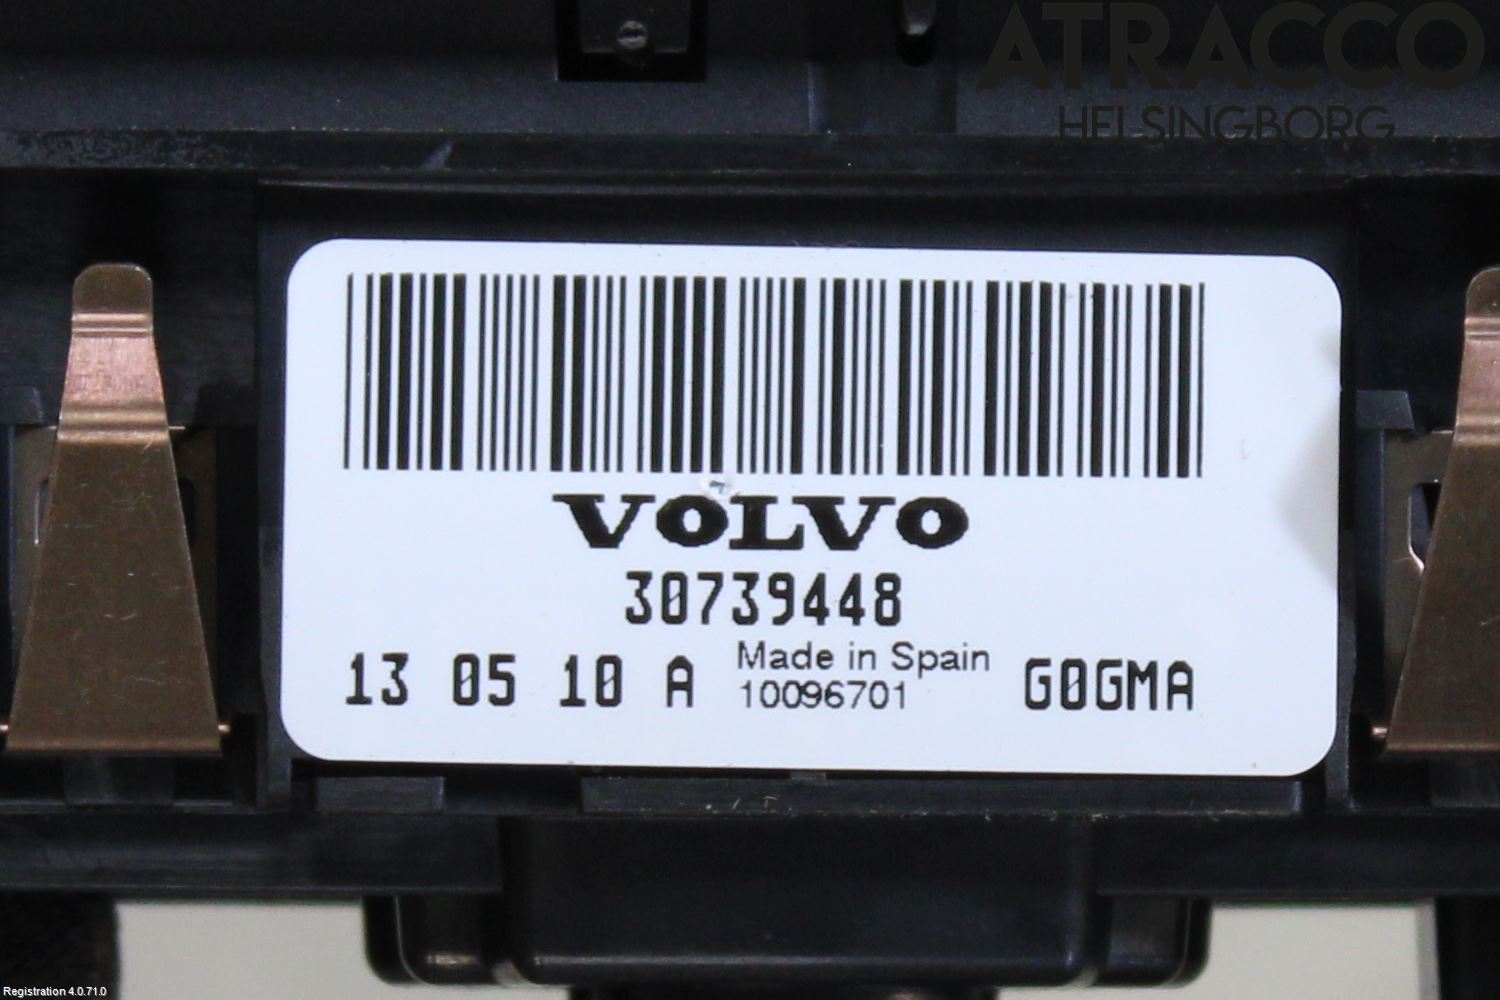 ATRACCO
HELSINGBORG
VOLVO
30739448
13 05 10 A Made in Spain G0GMA
10096701
Registration 4.0.71.0